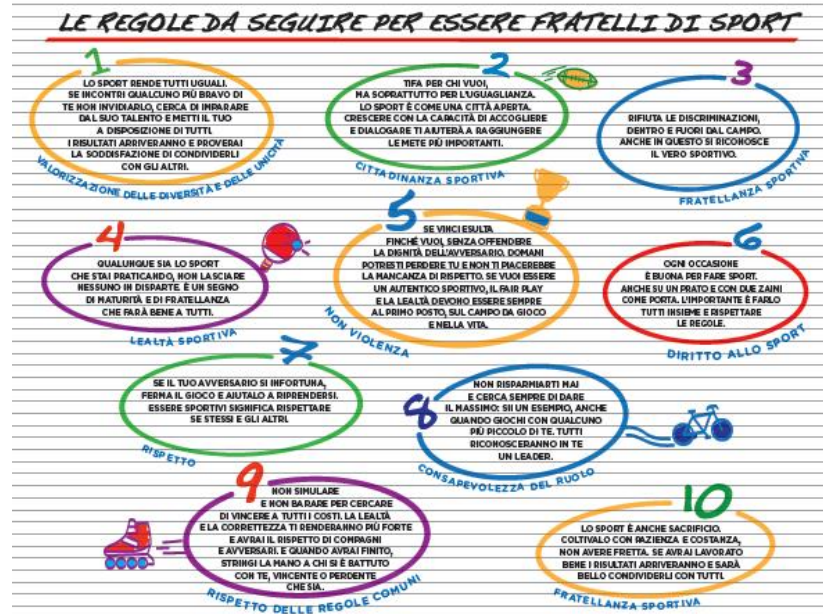 LE REGOLE DA SEGUIRE PER ESSERE FRATELLI DI SPORT
1
LO SPORT RENDE TUTTI UGUALI.
SE INCONTRI QUALCUNO PIÙ BRAVO DI
TE NON INVIDIARLO, CERCA DI IMPARARE
DAL SUO TALENTO E METTI IL TUO
A DISPOSIZIONE DI TUTTI.
I RISULTATI ARRIVERANNO E PROVERAI
LA SODDISFAZIONE DI CONDIVIDERLI
CON GLI ALTRI.
VALORIZZAZIONE DELLE DIVERSITÀ E DELLE UNICITÀ
2
TIFA PER CHI VUOI,
MA SOPRATTUTTO PER L'UGUAGLIANZA.
LO SPORT È COME UNA CITTÀ APERTA.
CRESCERE CON LA CAPACITÀ DI ACCOGLIERE
E DIALOGARE TI AIUTERÀ A RAGGIUNGERE
LE METE PIÙ IMPORTANTI.
CITTADINANZA SPORTIVA
3
RIFIUTA LE DISCRIMINAZIONI,
DENTRO E FUORI DAL CAMPO.
ANCHE IN QUESTO SI RICONOSCE
IL VERO SPORTIVO.
FRATELLANZA SPORTIVA
4
QUALUNQUE SIA LO SPORT
CHE STAI PRATICANDO, NON LASCIARE
NESSUNO IN DISPARTE. È UN SEGNO
DI MATURITÀ E DI FRATELLANZA
CHE FARÀ BENE A TUTTI.
LEALTÀ SPORTIVA
5
SE VINCI ESULTA
FINCHÉ VUOI, SENZA OFFENDERE
LA DIGNITÀ DELL'AVVERSARIO. DOMANI
POTRESTI PERDERE TU E NON TI PIACEREBBE
LA MANCANZA DI RISPETTO. SE VUOI ESSERE
UN AUTENTICO SPORTIVO, IL FAIR PLAY
E LA LEALTÀ DEVONO ESSERE SEMPRE
AL PRIMO POSTO, SUL CAMPO DA GIOCO
E NELLA VITA.
NON VIOLENZA
6
OGNI OCCASIONE
È BUONA PER FARE SPORT.
ANCHE SU UN PRATO E CON DUE ZAINI
COME PORTA. L'IMPORTANTE È FARLO
TUTTI INSIEME E RISPETTARE
LE REGOLE.
DIRITTO ALLO SPORT
7
SE IL TUO AVVERSARIO SI INFORTUNA,
FERMA IL GIOCO E AIUTALO A RIPRENDERSI.
ESSERE SPORTIVI SIGNIFICA RISPETTARE
SE STESSI E GLI ALTRI.
RISPETTO
8
NON RISPARMIARTI MAI
E CERCA SEMPRE DI DARE
IL MASSIMO: SII UN ESEMPIO, ANCHE
QUANDO GIOCHI CON QUALCUNO
PIÙ PICCOLO DI TE. TUTTI
RICONOSCERANNO IN TE
UN LEADER.
CONSAPEVOLEZZA DEL RUOLO
9
NON SIMULARE
E NON BARARE PER CERCARE
DI VINCERE A TUTTI I COSTI. LA LEALTÀ
E LA CORRETTEZZA TI RENDERANNO PIÙ FORTE
E AVRAI IL RISPETTO DI COMPAGNI
E AVVERSARI. E QUANDO AVRAI FINITO,
STRINGI LA MANO A CHI SI È BATTUTO
CON TE, VINCENTE O PERDENTE
CHE SIA.
RISPETTO DELLE REGOLE COMUNI
10
LO SPORT È ANCHE SACRIFICIO.
COLTIVALO CON PAZIENZA E COSTANZA,
NON AVERE FRETTA. SE AVRAI LAVORATO
BENE I RISULTATI ARRIVERANNO E SARÀ
BELLO CONDIVIDERLI CON TUTTI.
FRATELLANZA SPORTIVA